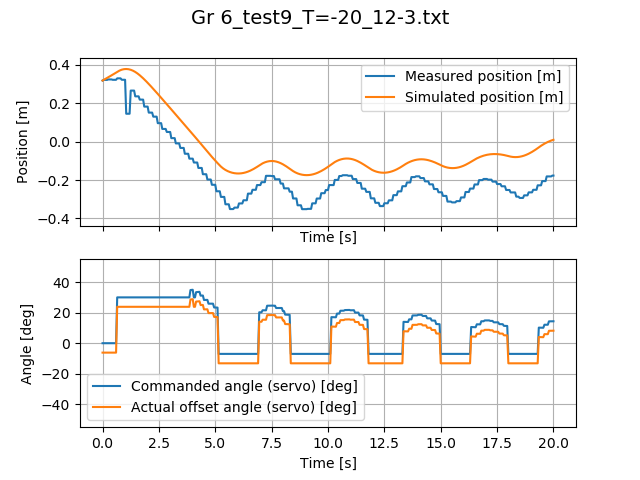 Gr 6_test9_T=-20_12-3.txt
Position [m]
0.4
0.2
0.0
−0.2
−0.4
Measured position [m]
Simulated position [m]
Time [s]
Angle [deg]
40
20
0
−20
−40
Commanded angle (servo) [deg]
Actual offset angle (servo) [deg]
0.0 2.5 5.0 7.5 10.0 12.5 15.0 17.5 20.0
Time [s]